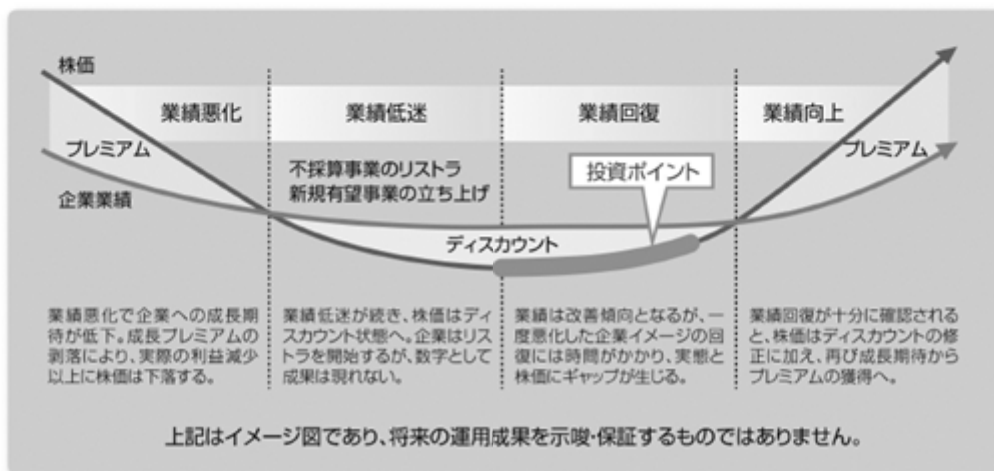 株価
業績悪化
業績低迷
業績回復
業績向上
プレミアム
プレミアム
不採算事業のリストラ
新規有望事業の立ち上げ
投資ポイント
企業業績
ディスカウント
業績悪化で企業への成長期
待が低下。成長プレミアムの
剥落により、実際の利益減少
以上に株価は下落する。
業績低迷が続き、株価はディ
スカウント状態へ。企業はリス
トラを開始するが、数字として
成果は現れない。
業績は改善傾向となるが、一
度悪化した企業イメージの回
復には時間がかかり、実態と
株価にギャップが生じる。
業績回復が十分に確認される
と、株価はディスカウントの修
正に加え、再び成長期待から
プレミアムの獲得へ。
上記はイメージ図であり、将来の運用成果を示唆・保証するものではありません。